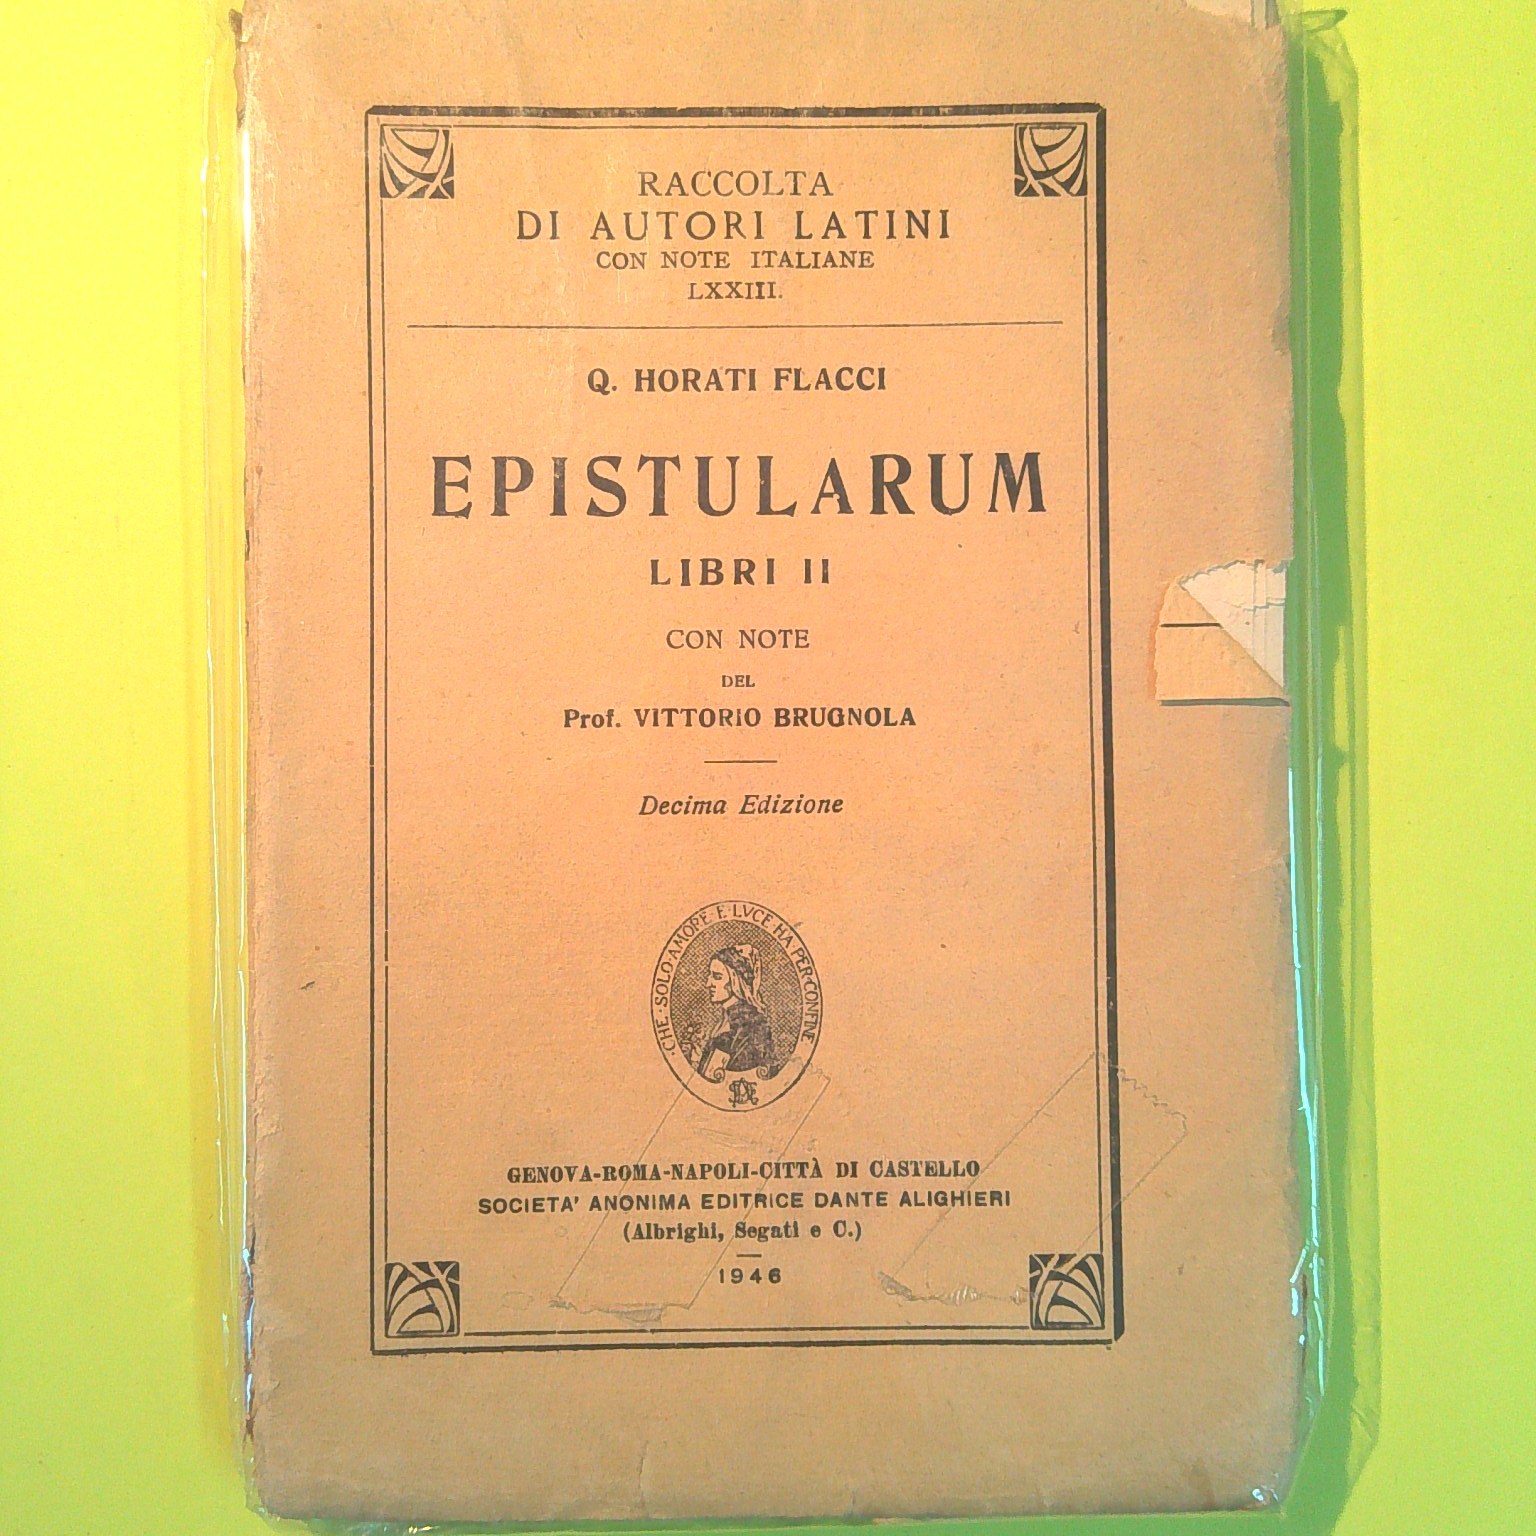 RACCOLTA
DI AUTORI LATINI
CON NOTE ITALIANE
LXXIII.
Q. HORATI FLACCI
EPISTULARUM
LIBRI II
CON NOTE
DEL
Prof. VITTORIO BRUGNOLA
Decima Edizione
·CHE·SOLO·AMORE·E·LVCE·HA·PER·CONFINE
GENOVA-ROMA-NAPOLI-CITTÀ DI CASTELLO
SOCIETA' ANONIMA EDITRICE DANTE ALIGHIERI
(Albrighi, Segati e C.)
1946